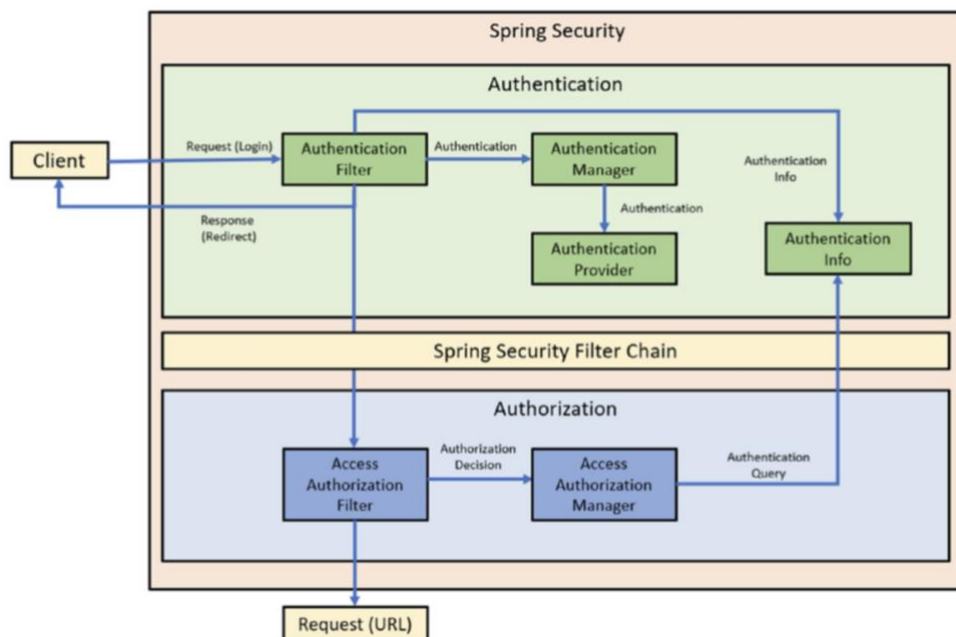 Spring Security
Authentication
Client
Request (Login)
Authentication
Filter
Authentication
Authentication
Manager
Authentication
Info
Response
(Redirect)
Authentication
Authentication
Provider
Authentication
Info
Spring Security Filter Chain
Authorization
Access
Authorization
Filter
Authorization
Decision
Access
Authorization
Manager
Authentication
Query
Request (URL)